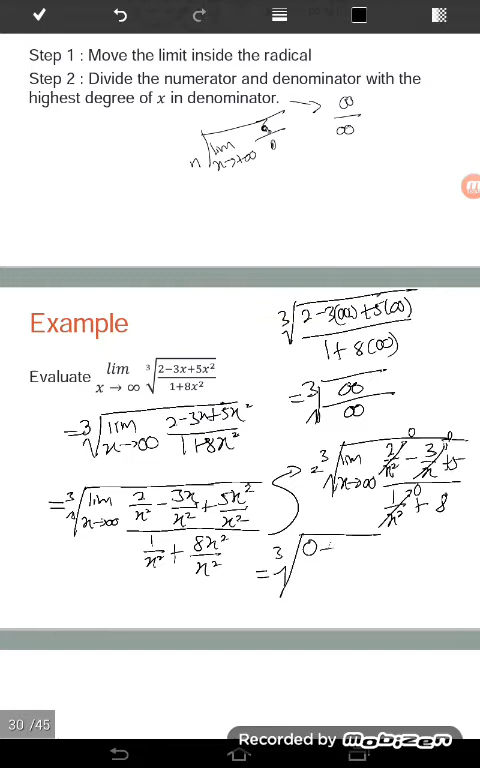 Step 1 : Move the limit inside the radical
Step 2 : Divide the numerator and denominator with the
highest degree of x in denominator. → ∞/∞
n√(lim x→+∞
Example
∛((2-3(∞)+5(∞))/(1+8(∞)))
Evaluate lim x → ∞ ∛((2−3x+5x²)/(1+8x²))
= ∛(∞/∞)
= ∛(lim x→∞ (2-3x+5x²)/(1+8x²))
= ∛(lim x→∞ (2/x² - 3x/x² + 5x²/x²)/(1/x² + 8x²/x²))
= ∛(lim x→∞ (2/x² 0 - 3/x 0 + 5)/(1/x² 0 + 8))
= ∛(0 -
30 /45
Recorded by mobizen